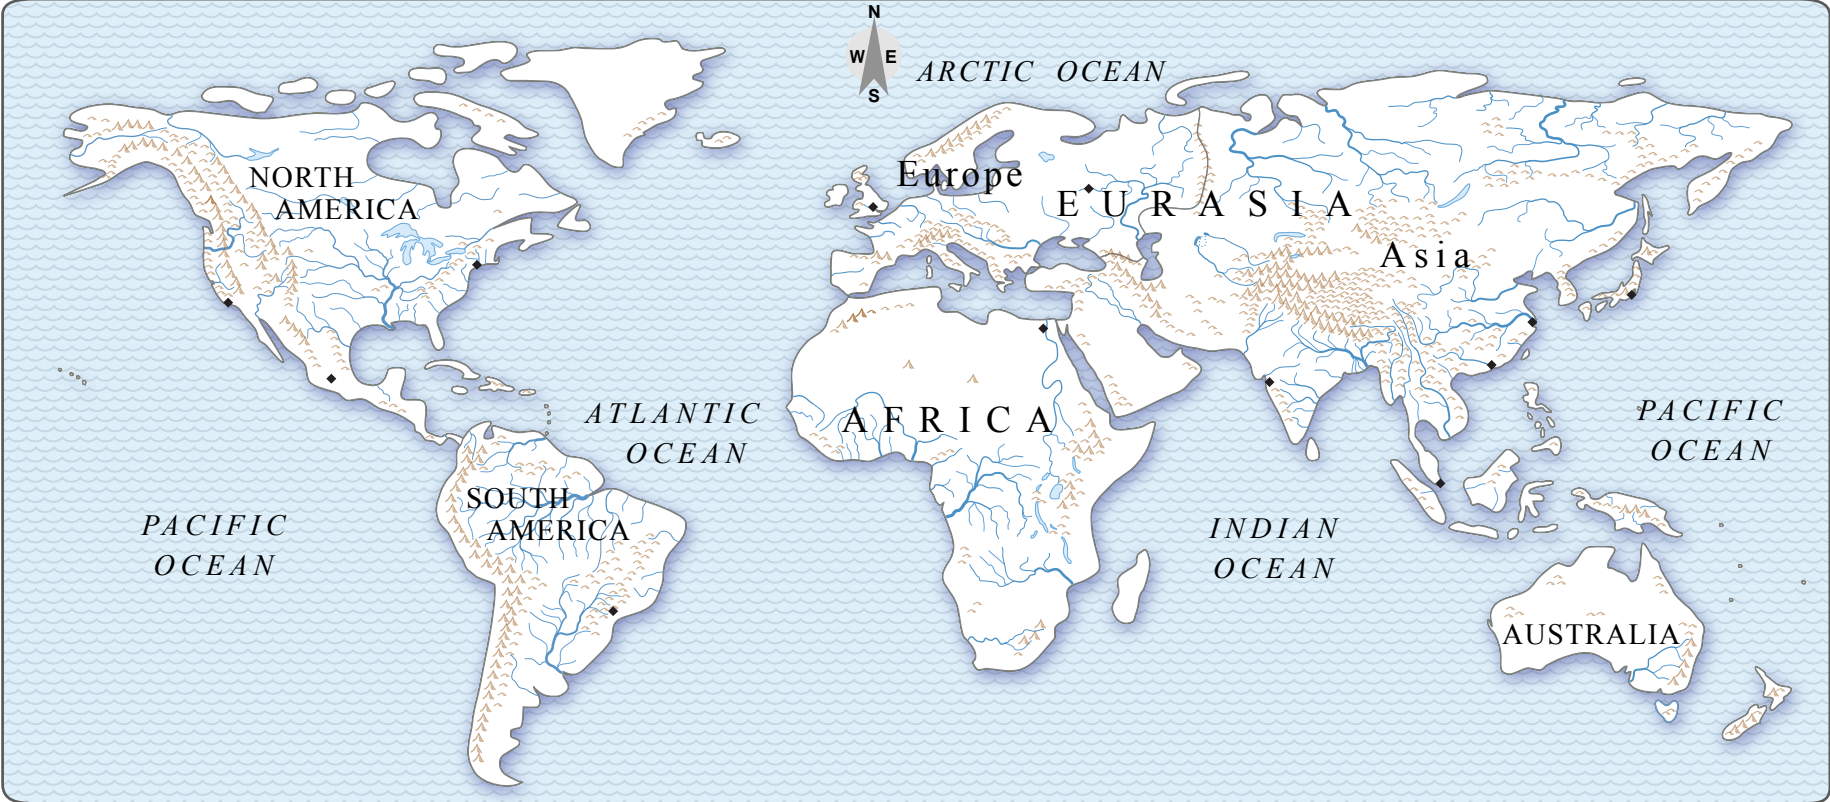 N
W E
S
ARCTIC OCEAN
NORTH
AMERICA
Europe
EURASIA
Asia
ATLANTIC
OCEAN
AFRICA
PACIFIC
OCEAN
SOUTH
AMERICA
PACIFIC
OCEAN
INDIAN
OCEAN
AUSTRALIA